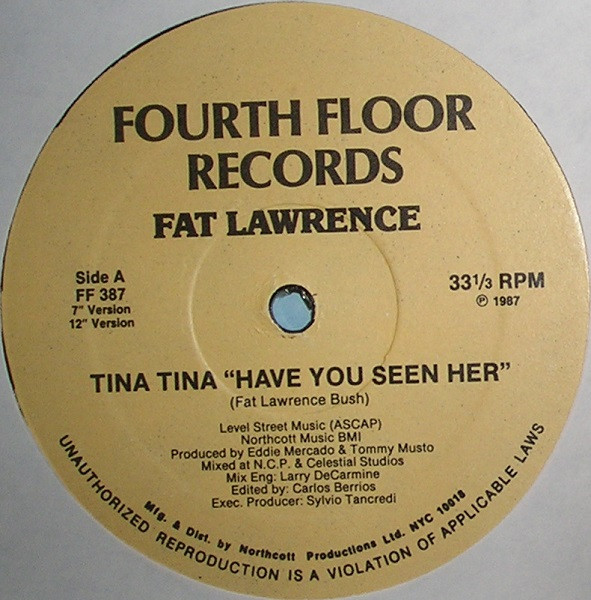 FOURTH FLOOR
RECORDS
FAT LAWRENCE
Side A
FF 387
7" Version
12" Version
33 1/3 RPM
℗ 1987
TINA TINA “HAVE YOU SEEN HER”
(Fat Lawrence Bush)
Level Street Music (ASCAP)
Northcott Music BMI
Produced by Eddie Mercado & Tommy Musto
Mixed at N.C.P. & Celestial Studios
Mix Eng: Larry DeCarmine
Edited by: Carlos Berrios
Exec. Producer: Sylvio Tancredi
Mfg. & Dist. by Northcott Productions Ltd. NYC 10018
UNAUTHORIZED REPRODUCTION IS A VIOLATION OF APPLICABLE LAWS